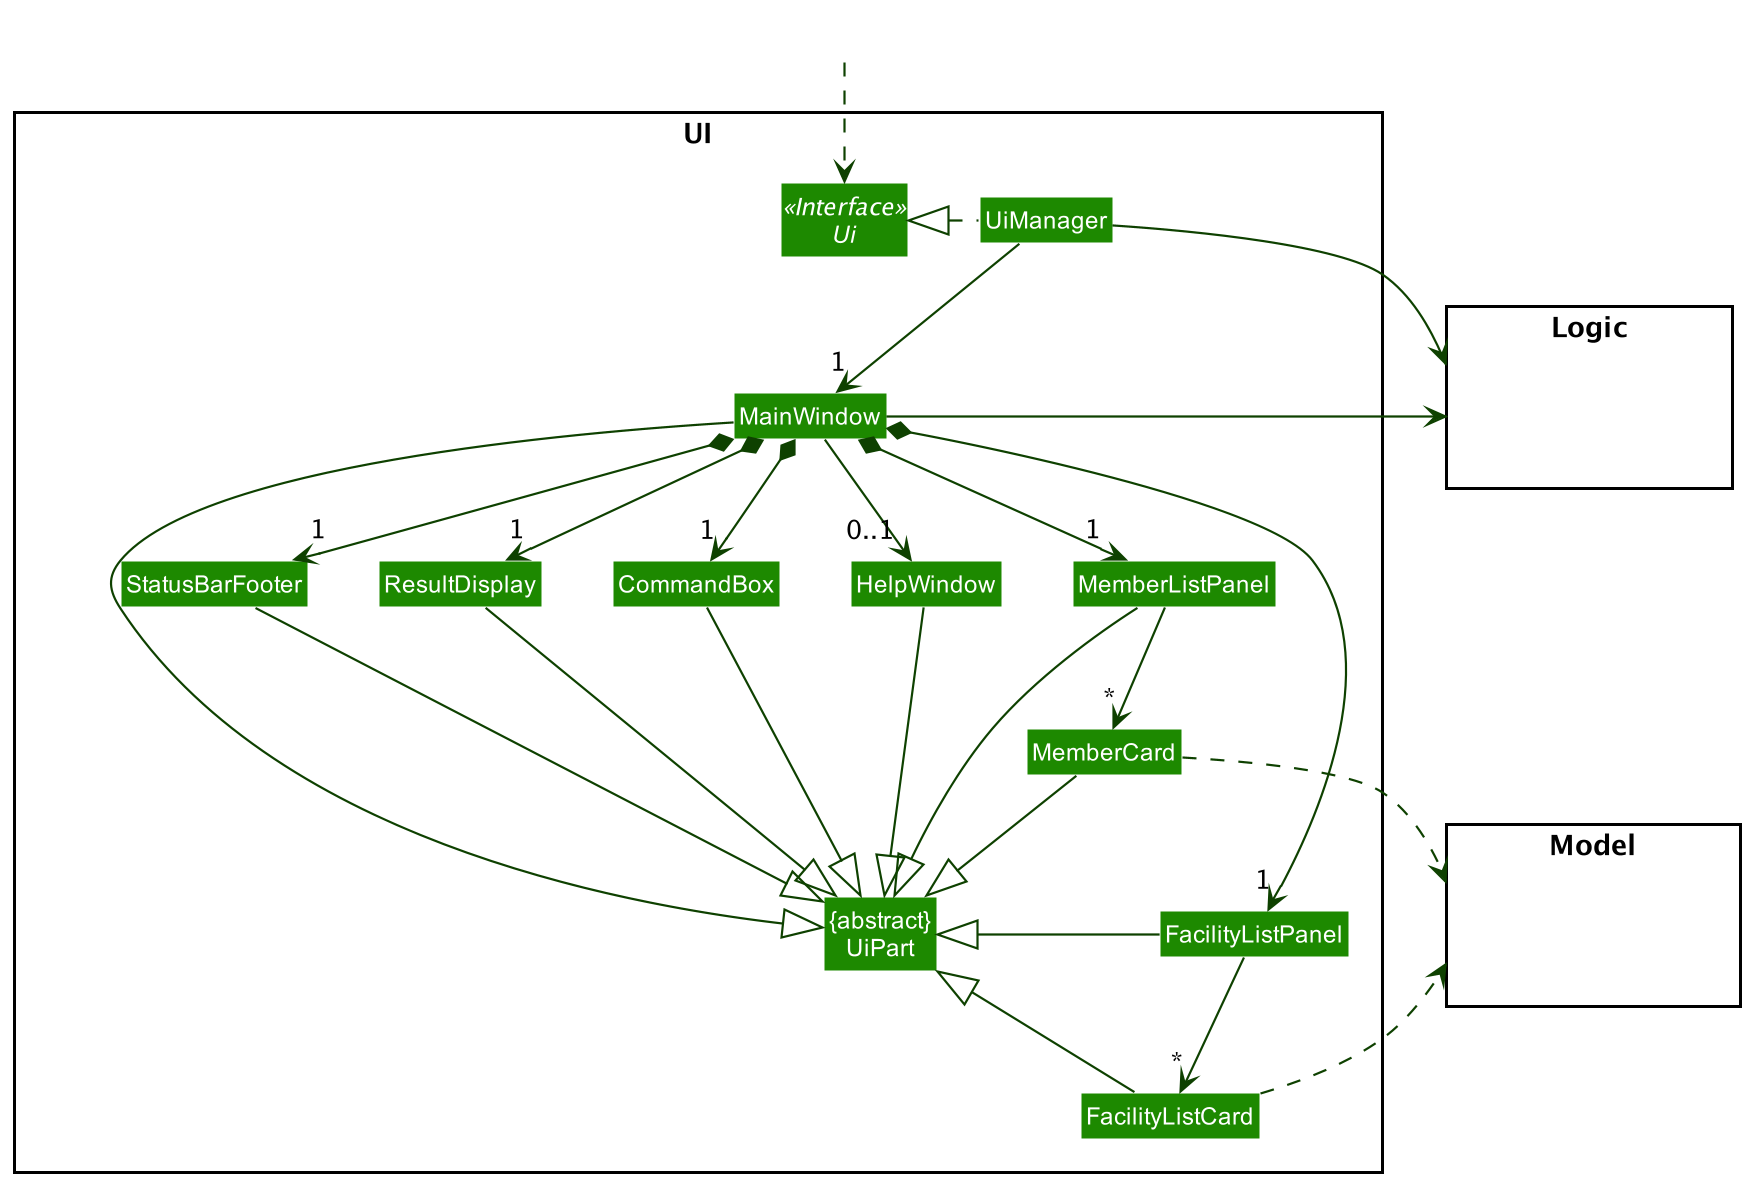 UI
«Interface»
Ui
UiManager
Logic
1
MainWindow
1
1
1
0..1
1
StatusBarFooter
ResultDisplay
CommandBox
HelpWindow
MemberListPanel
*
MemberCard
Model
1
{abstract}
UiPart
FacilityListPanel
*
FacilityListCard